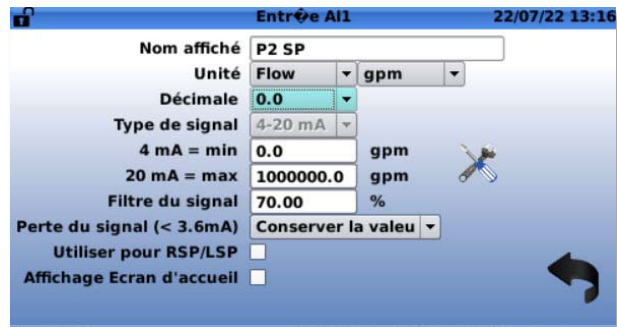 Entr�e AI1 22/07/22 13:16
Nom affiché P2 SP
Unité Flow gpm
Décimale 0.0
Type de signal 4-20 mA
4 mA = min 0.0 gpm
20 mA = max 1000000.0 gpm
Filtre du signal 70.00 %
Perte du signal (< 3.6mA) Conserver la valeu
Utiliser pour RSP/LSP
Affichage Ecran d'accueil